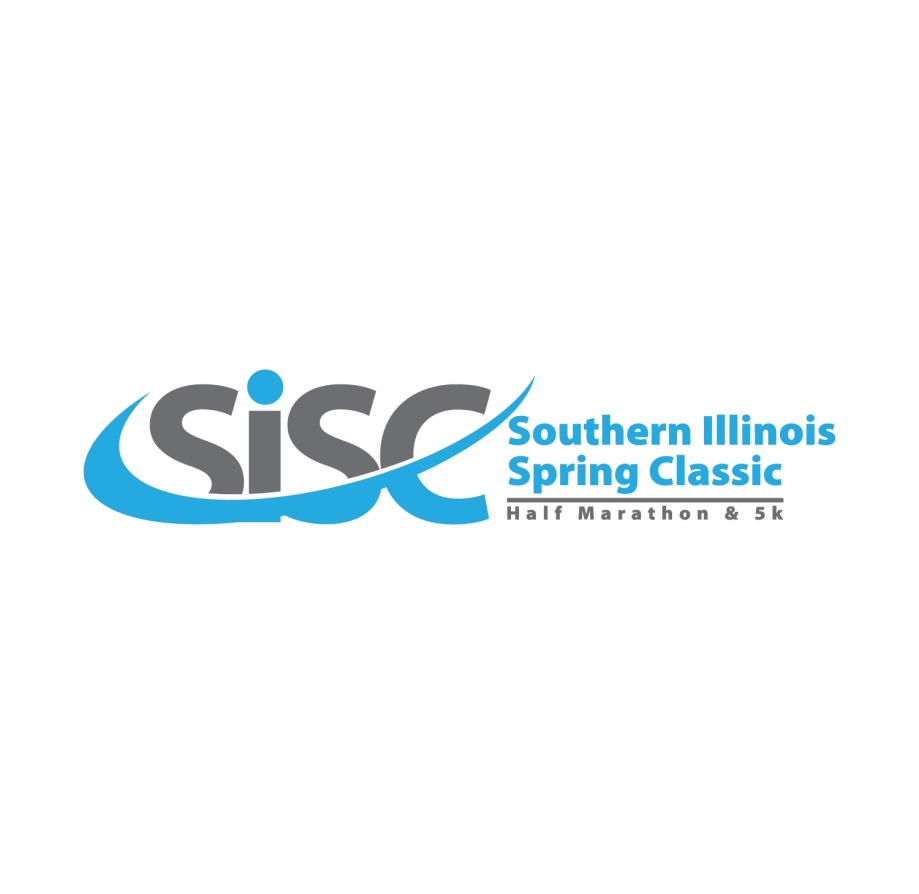 SiSC
Southern Illinois
Spring Classic
Half Marathon & 5k